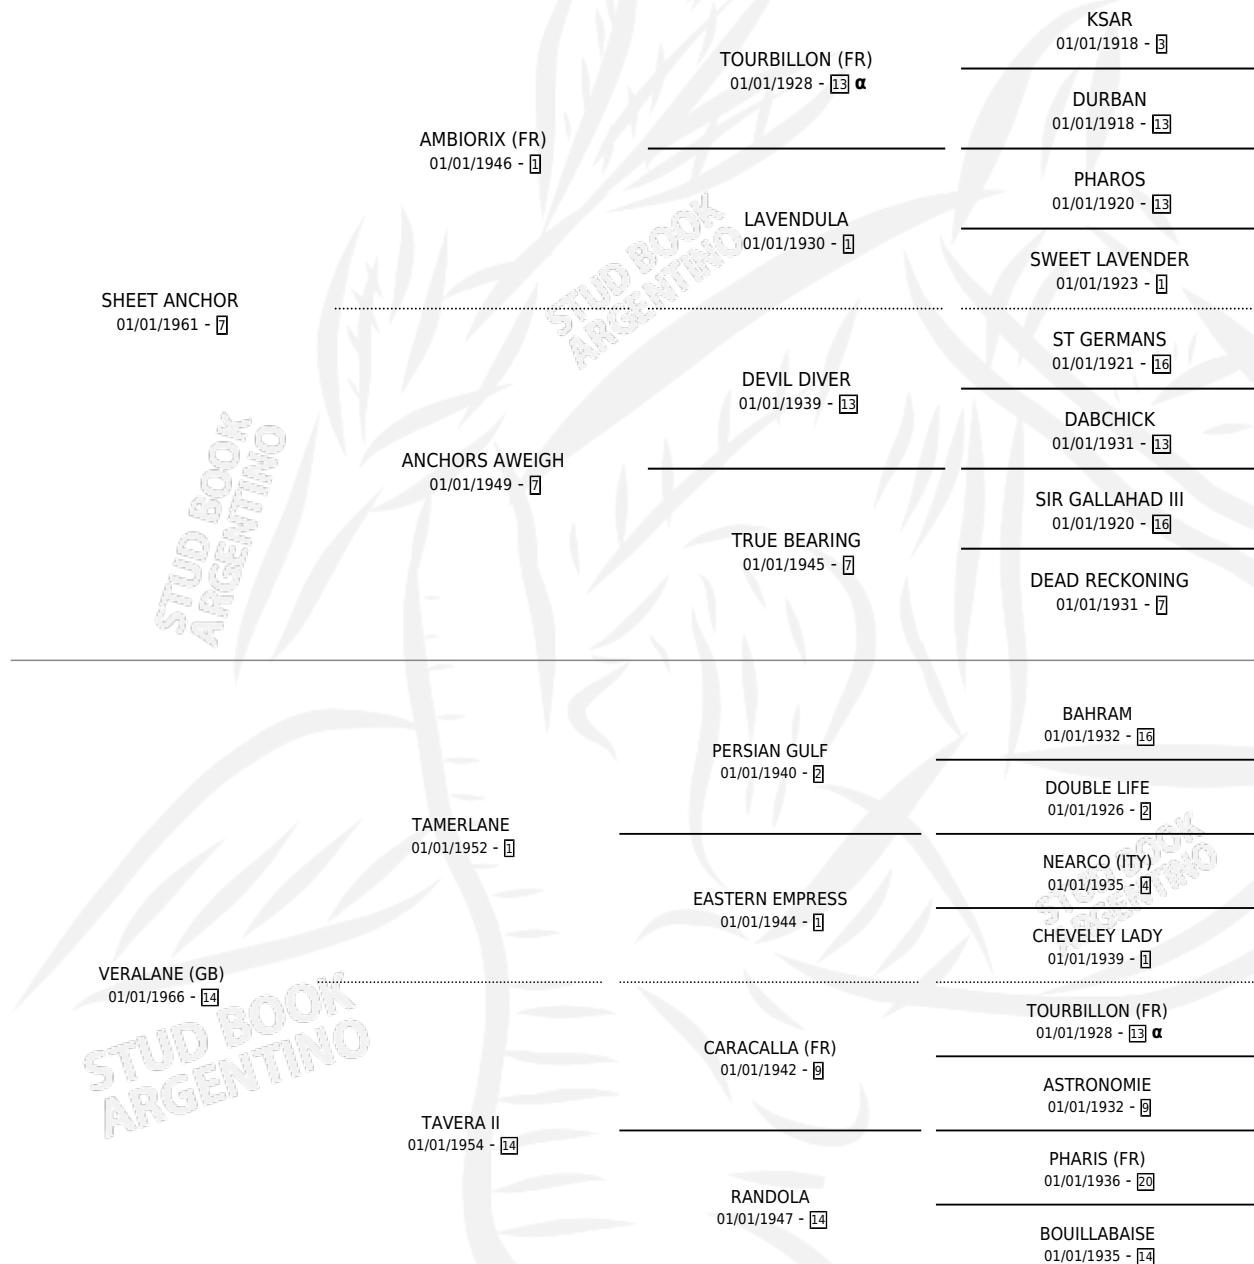 KSAR
01/01/1918 - 3
TOURBILLON (FR)
01/01/1928 - 13 α
DURBAN
01/01/1918 - 13
AMBIORIX (FR)
01/01/1946 - 1
PHAROS
01/01/1920 - 13
LAVENDULA
01/01/1930 - 1
SWEET LAVENDER
01/01/1923 - 1
SHEET ANCHOR
01/01/1961 - 7
STUD BOOK
ARGENTINO
ST GERMANS
01/01/1921 - 16
DEVIL DIVER
01/01/1939 - 13
DABCHICK
01/01/1931 - 13
ANCHORS AWEIGH
01/01/1949 - 7
SIR GALLAHAD III
01/01/1920 - 16
TRUE BEARING
01/01/1945 - 7
DEAD RECKONING
01/01/1931 - 7
STUD BOOK
ARGENTINO
BAHRAM
01/01/1932 - 16
PERSIAN GULF
01/01/1940 - 2
DOUBLE LIFE
01/01/1926 - 2
TAMERLANE
01/01/1952 - 1
NEARCO (ITY)
01/01/1935 - 4
STUD BOOK
ARGENTINO
EASTERN EMPRESS
01/01/1944 - 1
CHEVELEY LADY
01/01/1939 - 1
VERALANE (GB)
01/01/1966 - 14
STUD BOOK
ARGENTINO
TOURBILLON (FR)
01/01/1928 - 13 α
CARACALLA (FR)
01/01/1942 - 9
ASTRONOMIE
01/01/1932 - 9
TAVERA II
01/01/1954 - 14
PHARIS (FR)
01/01/1936 - 20
RANDOLA
01/01/1947 - 14
BOUILLABAISE
01/01/1935 - 14